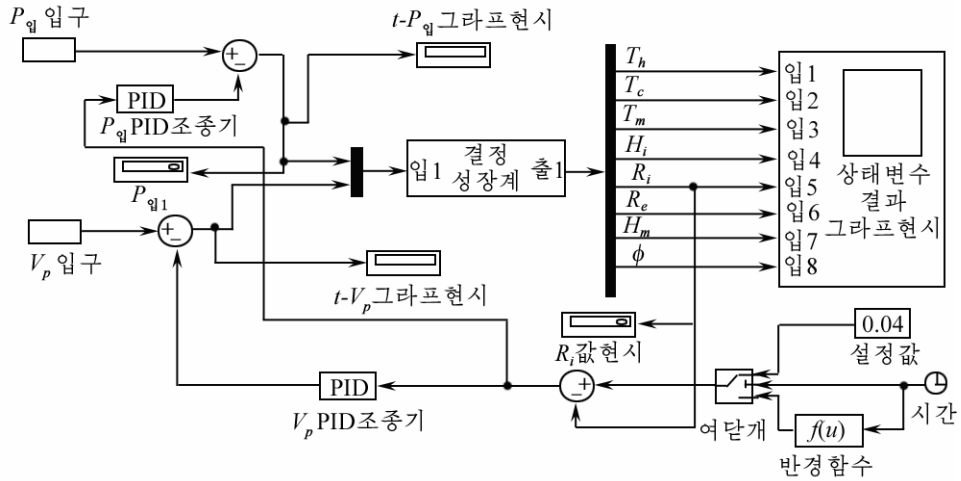 P입 입구
t-P입 그라프현시
PID
P입 PID조종기
P입1
입1 결정 성장계 출1
V_p 입구
t-V_p 그라프현시
T_h
T_c
T_m
H_i
R_i
R_e
H_m
ϕ
입1
입2
입3
입4
입5
입6
입7
입8
상태변수
결과
그라프현시
R_i값현시
0.04
설정값
PID
V_p PID조종기
여닫개
시간
f(u)
반경함수
+
−
+
−
+
−